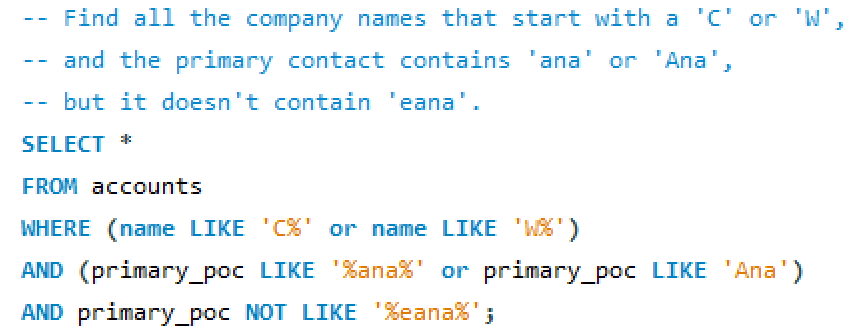 -- Find all the company names that start with a 'C' or 'W',
-- and the primary contact contains 'ana' or 'Ana',
-- but it doesn't contain 'eana'.
SELECT *
FROM accounts
WHERE (name LIKE 'C%' or name LIKE 'W%')
AND (primary_poc LIKE '%ana%' or primary_poc LIKE 'Ana')
AND primary_poc NOT LIKE '%eana%';